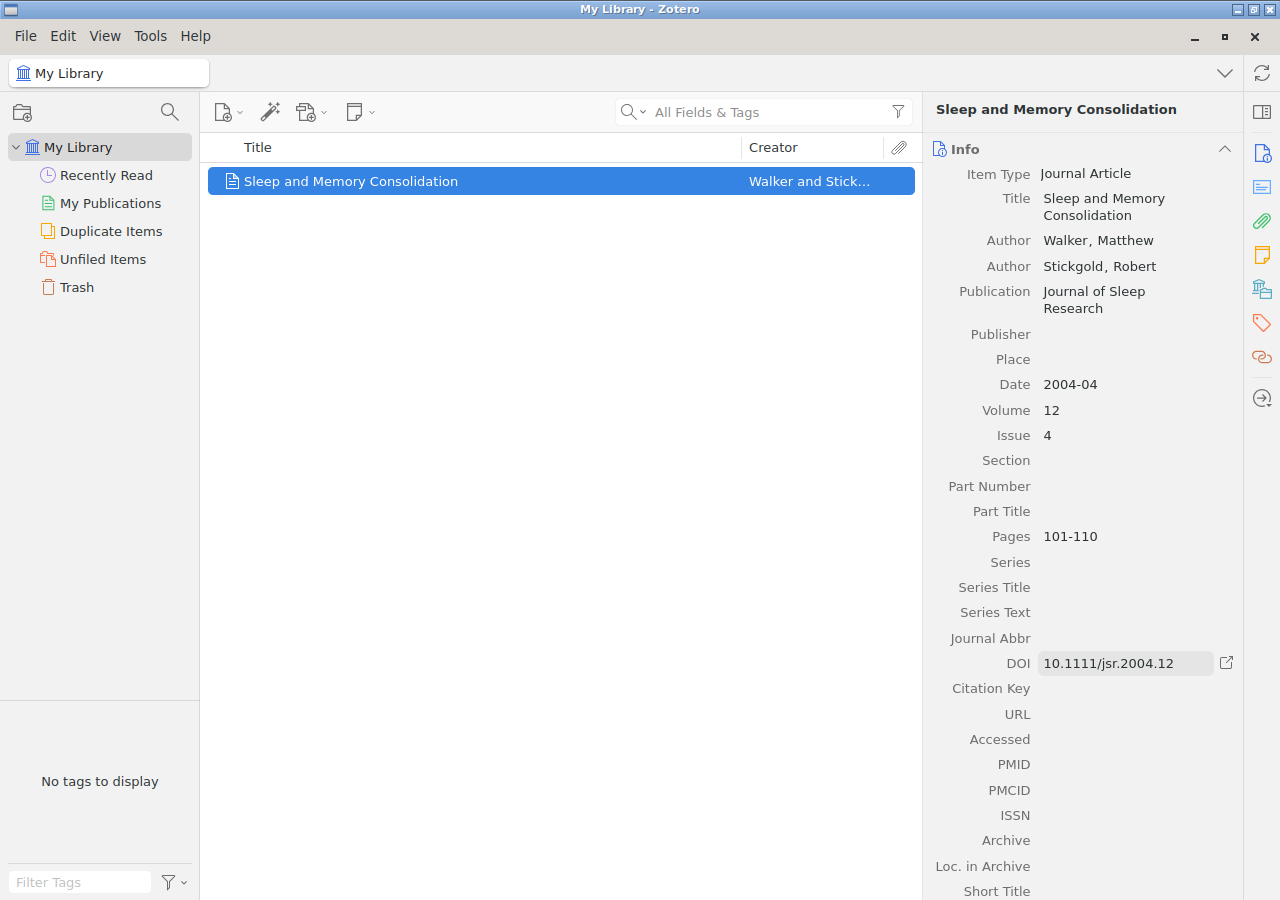 My Library - Zotero
File Edit View Tools Help
My Library
All Fields & Tags
My Library
Recently Read
My Publications
Duplicate Items
Unfiled Items
Trash
No tags to display
Filter Tags
Title Creator
Sleep and Memory Consolidation Walker and Stick...
Sleep and Memory Consolidation
Info
Item Type Journal Article
Title Sleep and Memory
Consolidation
Author Walker, Matthew
Author Stickgold, Robert
Publication Journal of Sleep
Research
Publisher
Place
Date 2004-04
Volume 12
Issue 4
Section
Part Number
Part Title
Pages 101-110
Series
Series Title
Series Text
Journal Abbr
DOI 10.1111/jsr.2004.12
Citation Key
URL
Accessed
PMID
PMCID
ISSN
Archive
Loc. in Archive
Short Title